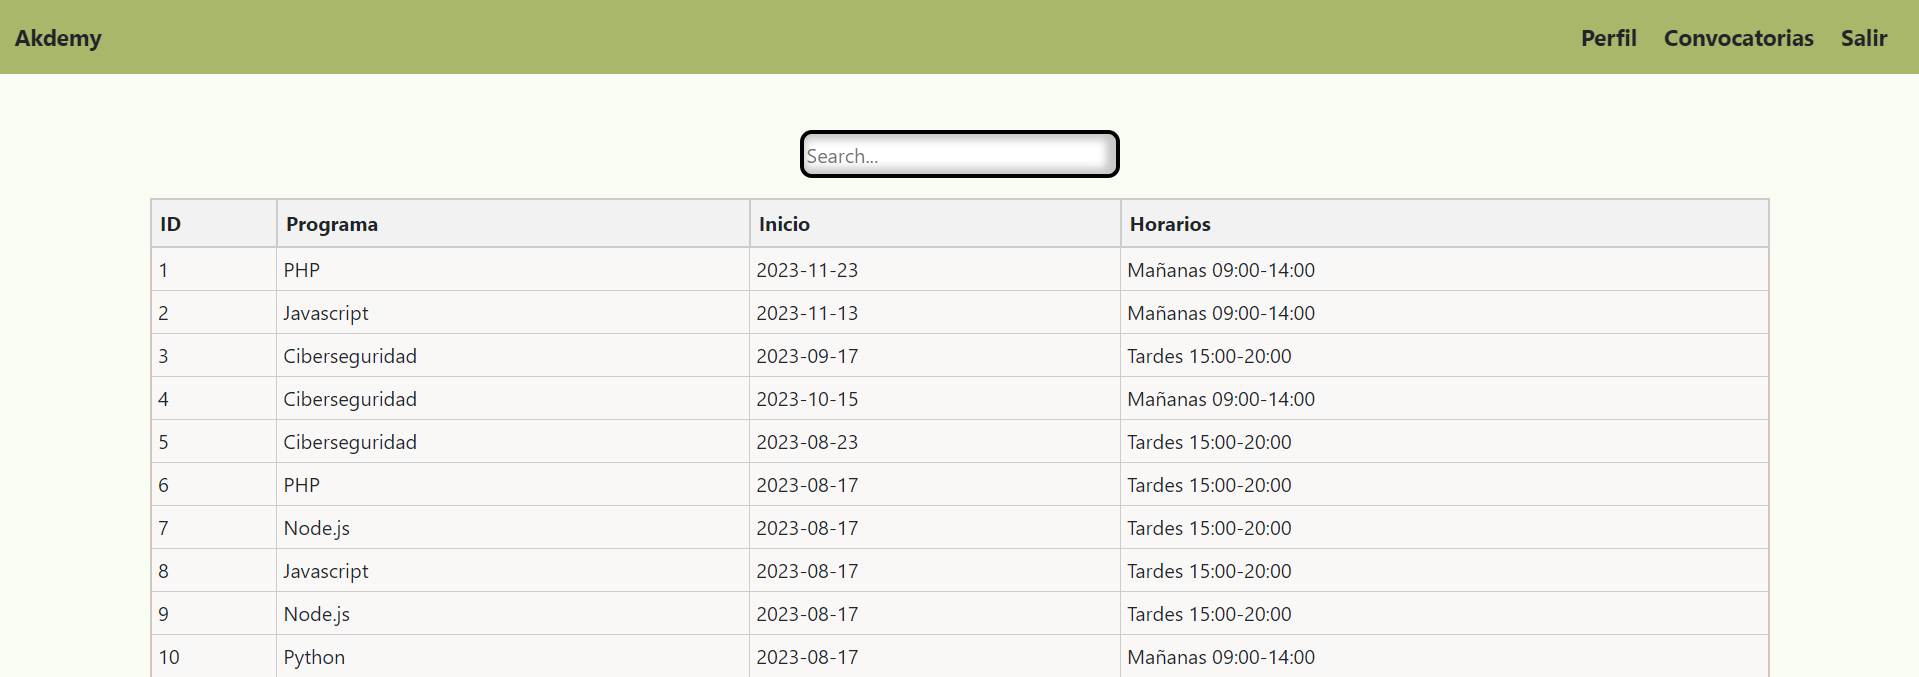 Akdemy Perfil Convocatorias Salir
Search...
ID Programa Inicio Horarios
1 PHP 2023-11-23 Mañanas 09:00-14:00
2 Javascript 2023-11-13 Mañanas 09:00-14:00
3 Ciberseguridad 2023-09-17 Tardes 15:00-20:00
4 Ciberseguridad 2023-10-15 Mañanas 09:00-14:00
5 Ciberseguridad 2023-08-23 Tardes 15:00-20:00
6 PHP 2023-08-17 Tardes 15:00-20:00
7 Node.js 2023-08-17 Tardes 15:00-20:00
8 Javascript 2023-08-17 Tardes 15:00-20:00
9 Node.js 2023-08-17 Tardes 15:00-20:00
10 Python 2023-08-17 Mañanas 09:00-14:00